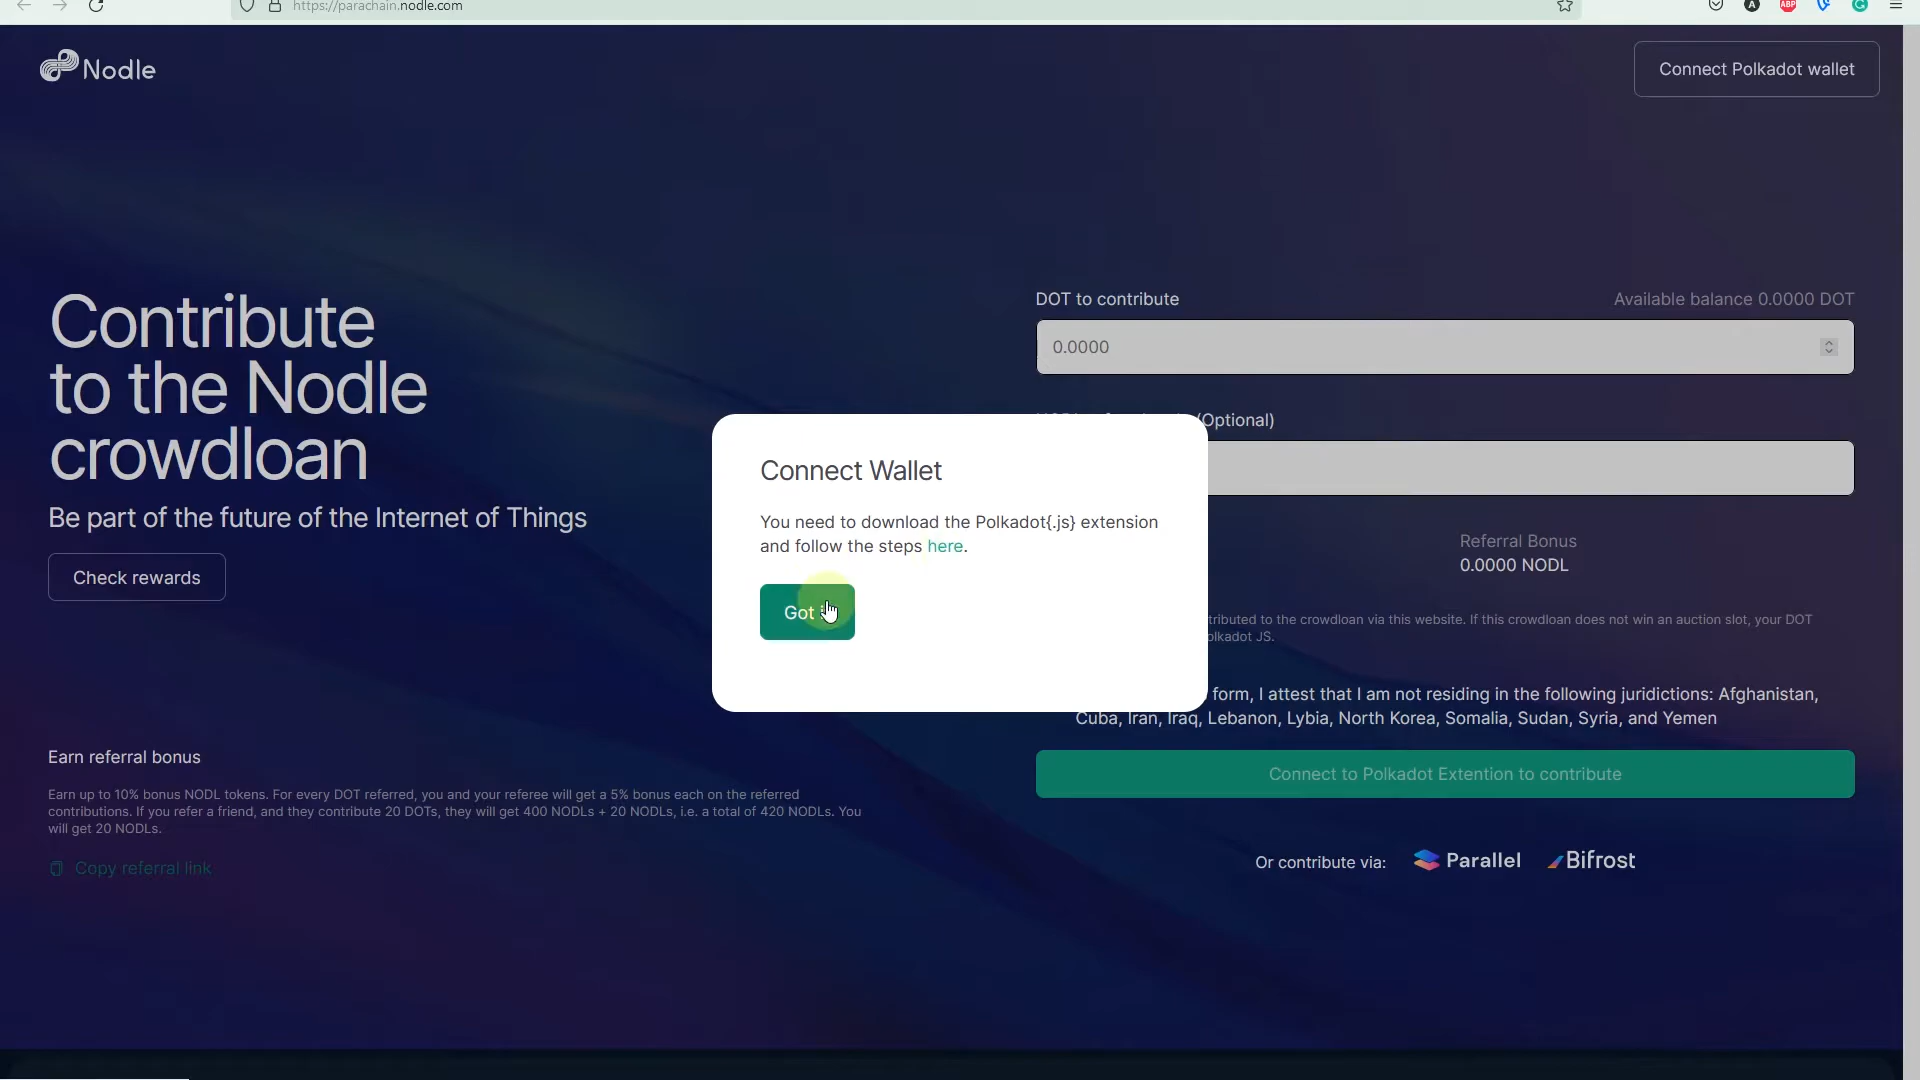 https://parachain.nodle.com
ABP
Nodle
Connect Polkadot wallet
Contribute
to the Nodle
crowdloan
Be part of the future of the Internet of Things
Check rewards
Earn referral bonus
Earn up to 10% bonus NODL tokens. For every DOT referred, you and your referee will get a 5% bonus each on the referred
contributions. If you refer a friend, and they contribute 20 DOTs, they will get 400 NODLs + 20 NODLs, i.e. a total of 420 NODLs. You
will get 20 NODLs.
Copy referral link
DOT to contribute
Available balance 0.0000 DOT
0.0000
(Optional)
Connect Wallet
You need to download the Polkadot{.js} extension
and follow the steps here.
Got
Referral Bonus
0.0000 NODL
tributed to the crowdloan via this website. If this crowdloan does not win an auction slot, your DOT
olkadot JS.
form, I attest that I am not residing in the following juridictions: Afghanistan,
Cuba, Iran, Iraq, Lebanon, Lybia, North Korea, Somalia, Sudan, Syria, and Yemen
Connect to Polkadot Extention to contribute
Or contribute via: Parallel Bifrost